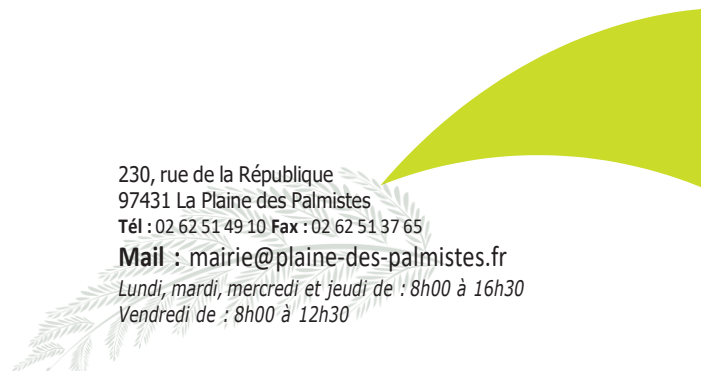 230, rue de la République
97431 La Plaine des Palmistes
Tél : 02 62 51 49 10 Fax : 02 62 51 37 65
Mail : mairie@plaine-des-palmistes.fr
Lundi, mardi, mercredi et jeudi de : 8h00 à 16h30
Vendredi de : 8h00 à 12h30